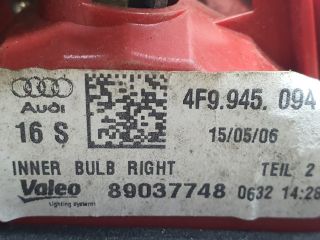 Audi 4F9.945.094
16 S 15/05/06
INNER BULB RIGHT TEIL 2
Valeo 89037748 0632 14:28
Lighting systems